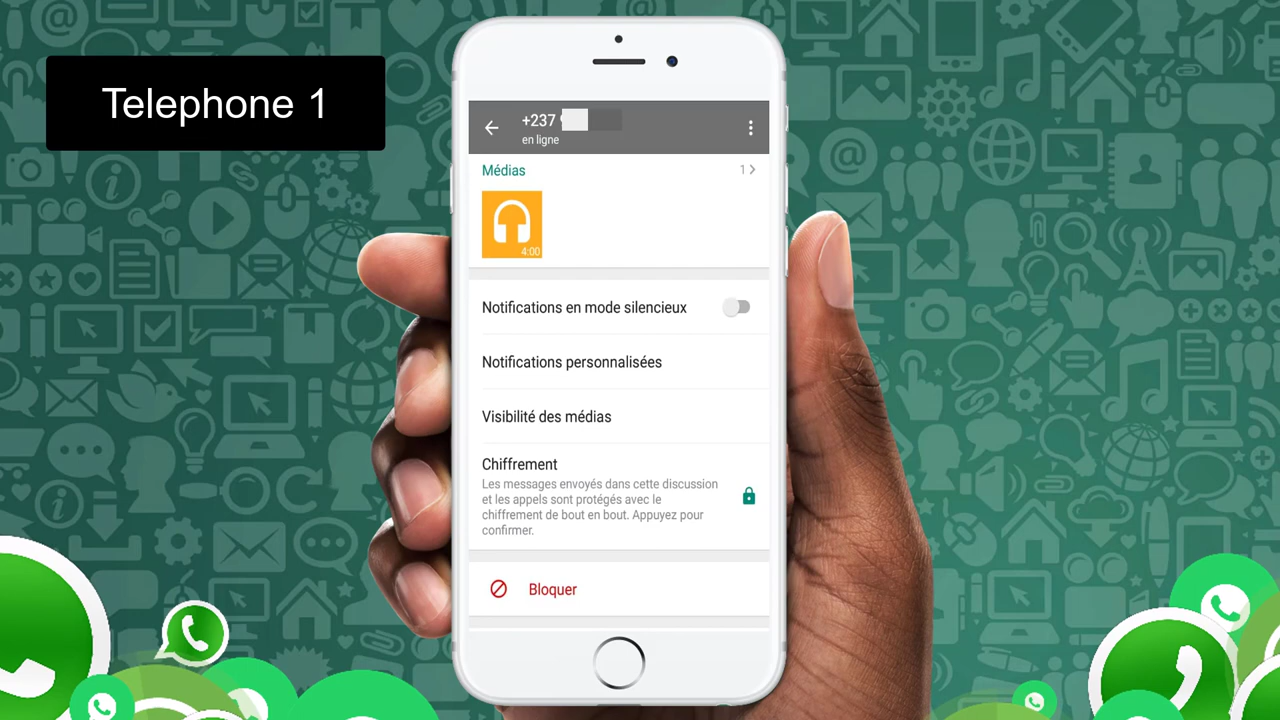 Telephone 1
+237
en ligne
Médias
1
4:00
Notifications en mode silencieux
Notifications personnalisées
Visibilité des médias
Chiffrement
Les messages envoyés dans cette discussion
et les appels sont protégés avec le
chiffrement de bout en bout. Appuyez pour
confirmer.
Bloquer